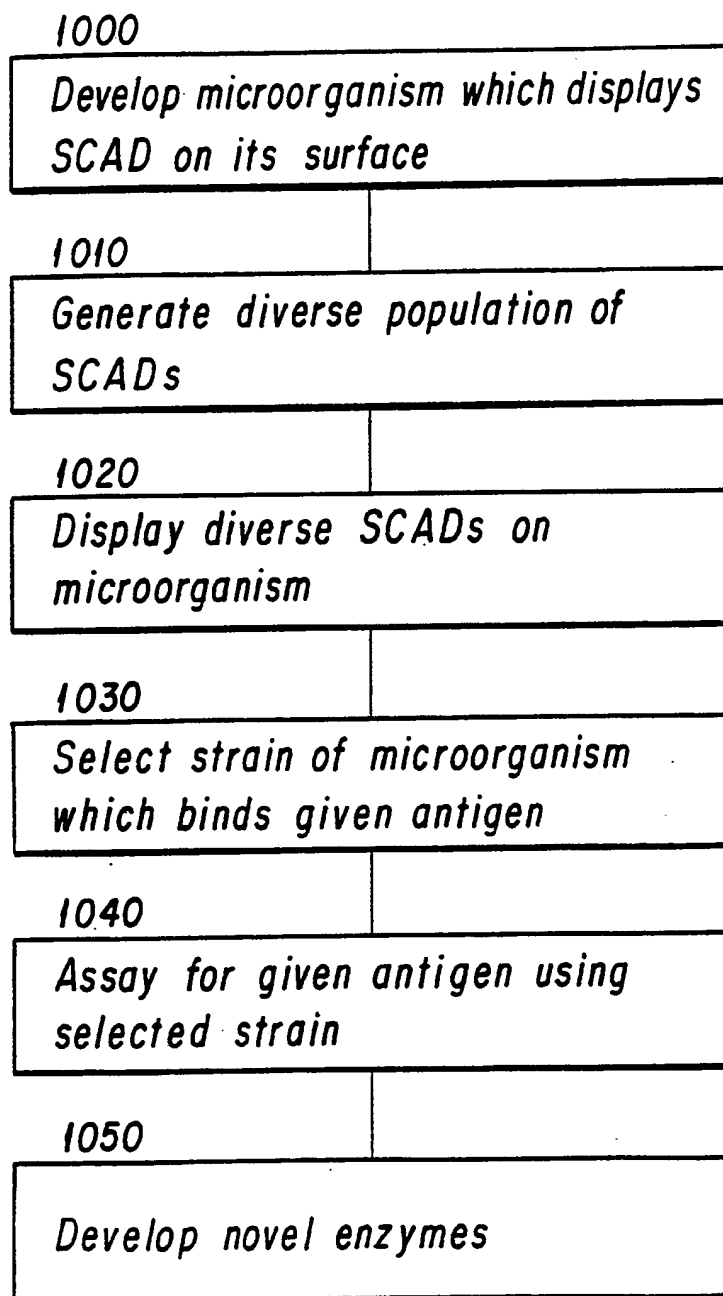 1000
Develop microorganism which displays
SCAD on its surface
1010
Generate diverse population of
SCADs
1020
Display diverse SCADs on
microorganism
1030
Select strain of microorganism
which binds given antigen
1040
Assay for given antigen using
selected strain
1050
Develop novel enzymes